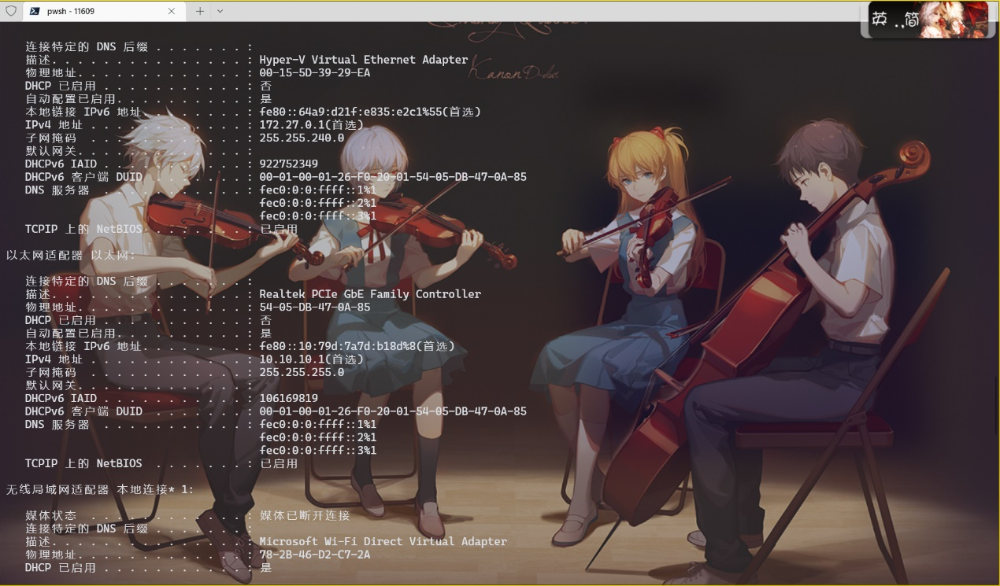 pwsh - 11609
英 .,简
Kanon D-dur
连接特定的 DNS 后缀 . . . . . . . :
描述. . . . . . . . . . . . . . . : Hyper-V Virtual Ethernet Adapter
物理地址. . . . . . . . . . . . . : 00-15-5D-39-29-EA
DHCP 已启用 . . . . . . . . . . . : 否
自动配置已启用. . . . . . . . . . : 是
本地链接 IPv6 地址. . . . . . . . : fe80::64a9:d21f:e835:e2c1%55(首选)
IPv4 地址 . . . . . . . . . . . . : 172.27.0.1(首选)
子网掩码  . . . . . . . . . . . . : 255.255.240.0
默认网关. . . . . . . . . . . . . :
DHCPv6 IAID . . . . . . . . . . . : 922752349
DHCPv6 客户端 DUID  . . . . . . . : 00-01-00-01-26-F0-20-01-54-05-DB-47-0A-85
DNS 服务器  . . . . . . . . . . . : fec0:0:0:ffff::1%1
fec0:0:0:ffff::2%1
fec0:0:0:ffff::3%1
TCPIP 上的 NetBIOS  . . . . . . . : 已启用
以太网适配器 以太网:
连接特定的 DNS 后缀 . . . . . . . :
描述. . . . . . . . . . . . . . . : Realtek PCIe GbE Family Controller
物理地址. . . . . . . . . . . . . : 54-05-DB-47-0A-85
DHCP 已启用 . . . . . . . . . . . : 否
自动配置已启用. . . . . . . . . . : 是
本地链接 IPv6 地址. . . . . . . . : fe80::10:79d:7a7d:b18d%8(首选)
IPv4 地址 . . . . . . . . . . . . : 10.10.10.1(首选)
子网掩码  . . . . . . . . . . . . : 255.255.255.0
默认网关. . . . . . . . . . . . . :
DHCPv6 IAID . . . . . . . . . . . : 106169819
DHCPv6 客户端 DUID  . . . . . . . : 00-01-00-01-26-F0-20-01-54-05-DB-47-0A-85
DNS 服务器  . . . . . . . . . . . : fec0:0:0:ffff::1%1
fec0:0:0:ffff::2%1
fec0:0:0:ffff::3%1
TCPIP 上的 NetBIOS  . . . . . . . : 已启用
无线局域网适配器 本地连接* 1:
媒体状态  . . . . . . . . . . . . : 媒体已断开连接
连接特定的 DNS 后缀 . . . . . . . :
描述. . . . . . . . . . . . . . . : Microsoft Wi-Fi Direct Virtual Adapter
物理地址. . . . . . . . . . . . . : 78-2B-46-D2-C7-2A
DHCP 已启用 . . . . . . . . . . . : 是